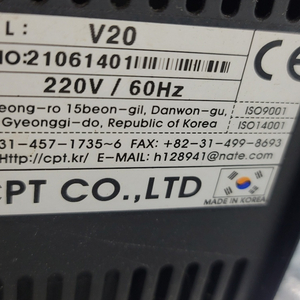 L: V20
NO:21061401
220V / 60Hz
eong-ro 15beon-gil, Danwon-gu,
Gyeonggi-do, Republic of Korea
ISO9001
ISO14001
31-457-1735~6 FAX: +82-31-499-8693
Http://cpt.kr/ E-MAIL: h128941@nate.com
CPT CO.,LTD
MADE IN KOREA
CE